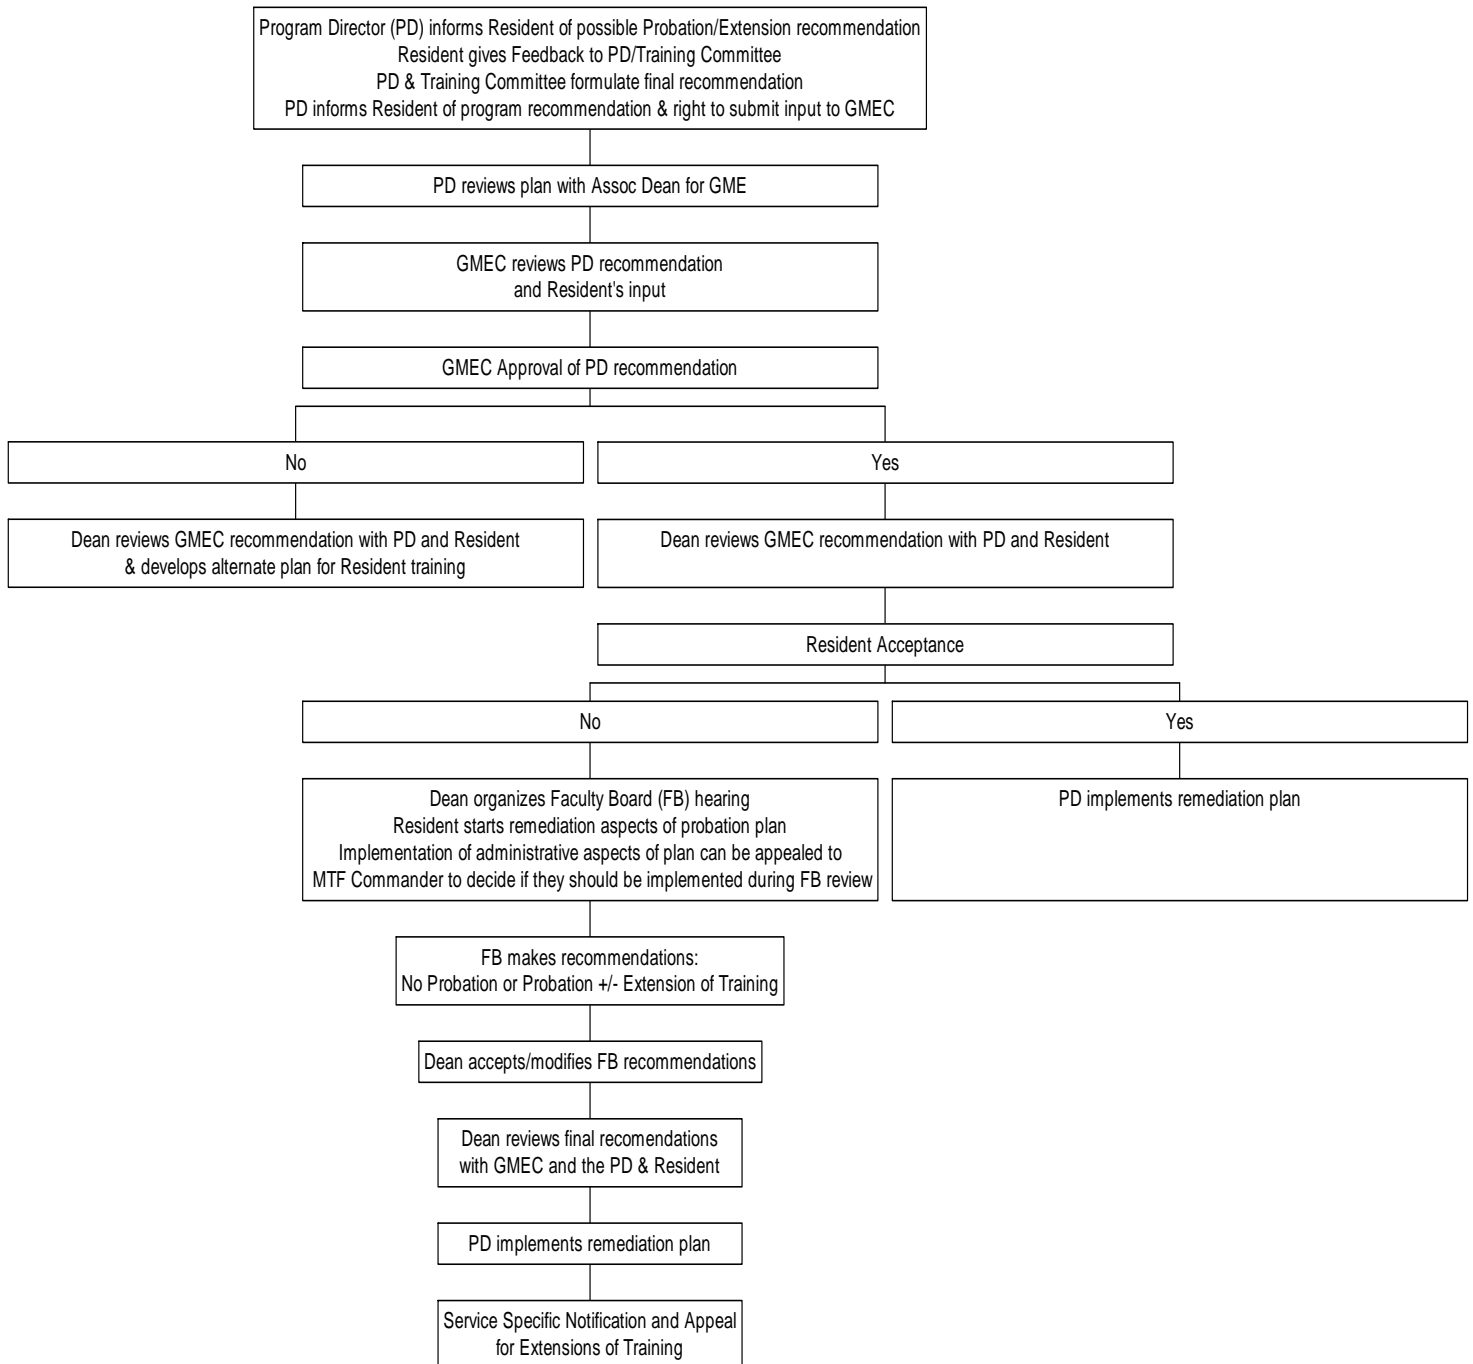 Program Director (PD) informs Resident of possible Probation/Extension recommendation
Resident gives Feedback to PD/Training Committee
PD & Training Committee formulate final recommendation
PD informs Resident of program recommendation & right to submit input to GMEC
PD reviews plan with Assoc Dean for GME
GMEC reviews PD recommendation
and Resident's input
GMEC Approval of PD recommendation
No
Yes
Dean reviews GMEC recommendation with PD and Resident
& develops alternate plan for Resident training
Dean reviews GMEC recommendation with PD and Resident
Resident Acceptance
No
Yes
Dean organizes Faculty Board (FB) hearing
Resident starts remediation aspects of probation plan
Implementation of administrative aspects of plan can be appealed to
MTF Commander to decide if they should be implemented during FB review
PD implements remediation plan
FB makes recommendations:
No Probation or Probation +/- Extension of Training
Dean accepts/modifies FB recommendations
Dean reviews final recomendations
with GMEC and the PD & Resident
PD implements remediation plan
Service Specific Notification and Appeal
for Extensions of Training